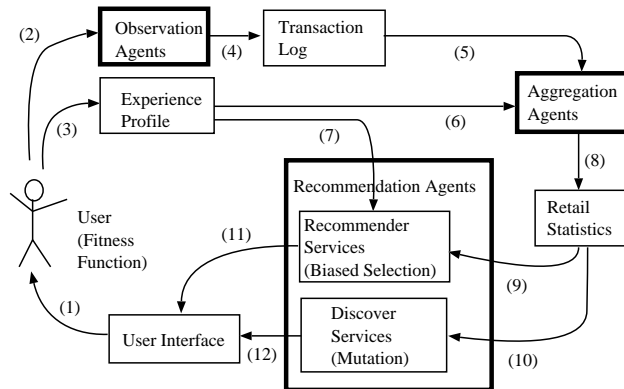 (2)
Observation
Agents
(4)
Transaction
Log
(5)
(3)
Experience
Profile
(6)
(7)
Aggregation
Agents
(8)
Recommendation Agents
User
(Fitness
Function)
(11)
Recommender
Services
(Biased Selection)
Retail
Statistics
(9)
(1)
User Interface
(12)
Discover
Services
(Mutation)
(10)